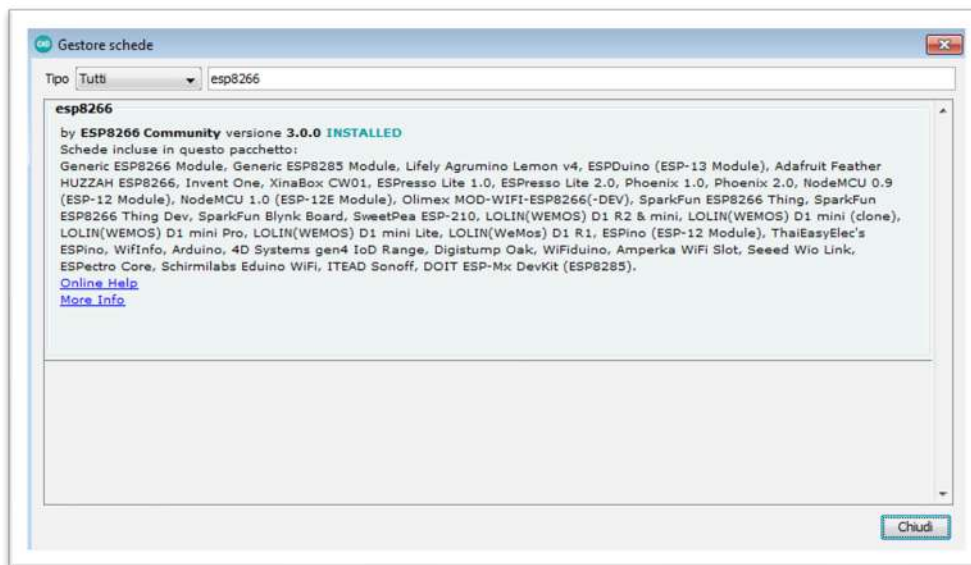 Gestore schede
Tipo Tutti esp8266
esp8266
by ESP8266 Community versione 3.0.0 INSTALLED
Schede incluse in questo pacchetto:
Generic ESP8266 Module, Generic ESP8285 Module, Lifely Agrumino Lemon v4, ESPDuino (ESP-13 Module), Adafruit Feather
HUZZAH ESP8266, Invent One, XinaBox CW01, ESPresso Lite 1.0, ESPresso Lite 2.0, Phoenix 1.0, Phoenix 2.0, NodeMCU 0.9
(ESP-12 Module), NodeMCU 1.0 (ESP-12E Module), Olimex MOD-WIFI-ESP8266(-DEV), SparkFun ESP8266 Thing, SparkFun
ESP8266 Thing Dev, SparkFun Blynk Board, SweetPea ESP-210, LOLIN(WEMOS) D1 R2 & mini, LOLIN(WEMOS) D1 mini (clone),
LOLIN(WEMOS) D1 mini Pro, LOLIN(WEMOS) D1 mini Lite, LOLIN(WeMos) D1 R1, ESPino (ESP-12 Module), ThaiEasyElec's
ESPino, WifInfo, Arduino, 4D Systems gen4 IoD Range, Digistump Oak, WiFiduino, Amperka WiFi Slot, Seeed Wio Link,
ESPectro Core, Schirmilabs Eduino WiFi, ITEAD Sonoff, DOIT ESP-Mx DevKit (ESP8285).
Online Help
More Info
Chiudi